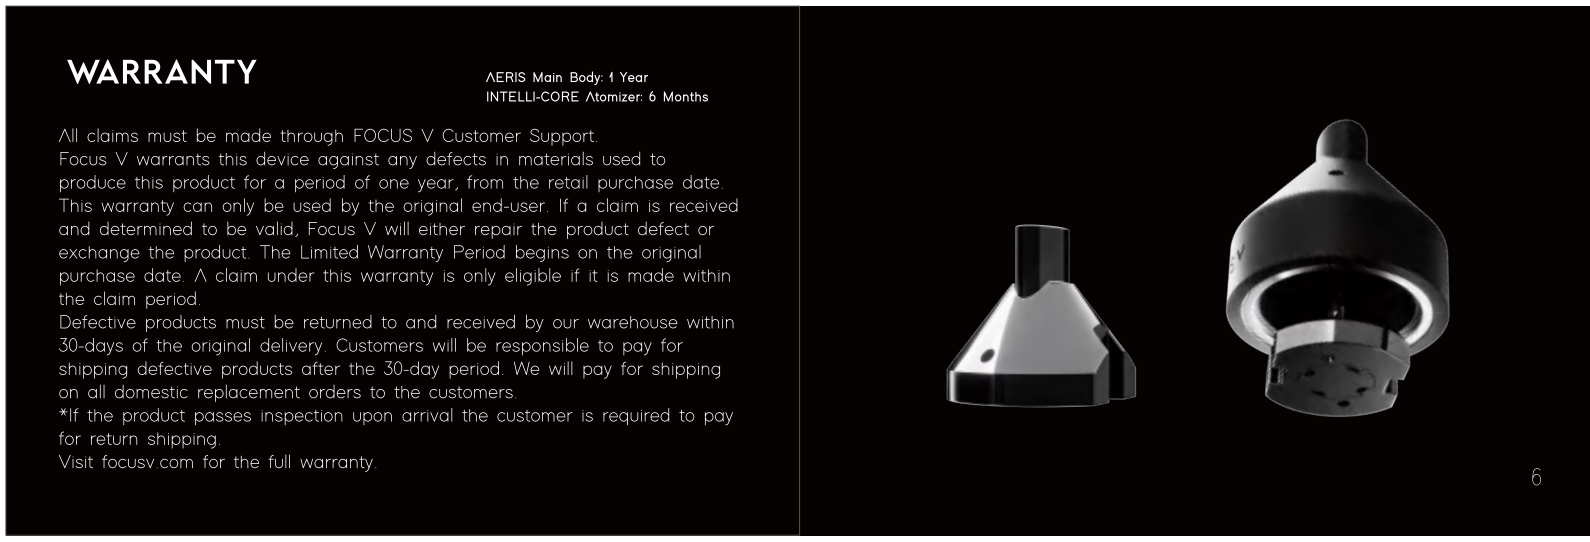 WARRANTY
AERIS Main Body: 1 Year
INTELLI-CORE Atomizer: 6 Months
All claims must be made through FOCUS V Customer Support.
Focus V warrants this device against any defects in materials used to
produce this product for a period of one year, from the retail purchase date.
This warranty can only be used by the original end-user. If a claim is received
and determined to be valid, Focus V will either repair the product defect or
exchange the product. The Limited Warranty Period begins on the original
purchase date. A claim under this warranty is only eligible if it is made within
the claim period.
Defective products must be returned to and received by our warehouse within
30-days of the original delivery. Customers will be responsible to pay for
shipping defective products after the 30-day period. We will pay for shipping
on all domestic replacement orders to the customers.
*If the product passes inspection upon arrival the customer is required to pay
for return shipping.
Visit focusv.com for the full warranty.
6